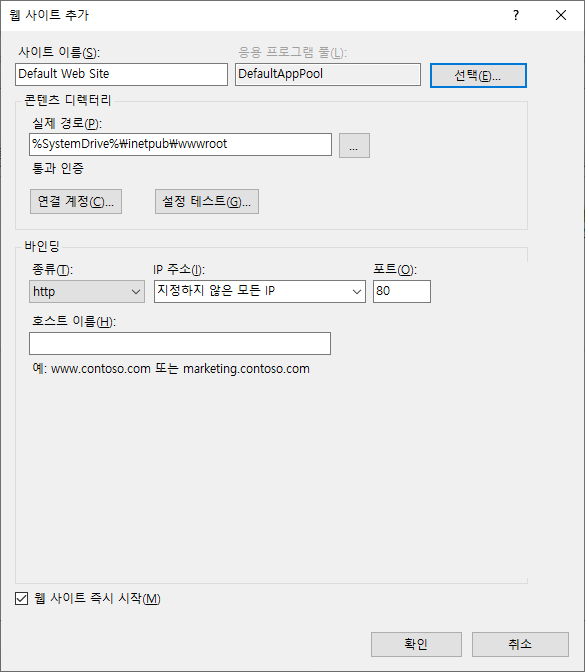 웹 사이트 추가
사이트 이름(S): 응용 프로그램 풀(L):
Default Web Site DefaultAppPool 선택(E)...
콘텐츠 디렉터리
실제 경로(P):
%SystemDrive%₩inetpub₩wwwroot ...
통과 인증
연결 계정(C)... 설정 테스트(G)...
바인딩
종류(T): IP 주소(I): 포트(O):
http 지정하지 않은 모든 IP 80
호스트 이름(H):
예: www.contoso.com 또는 marketing.contoso.com
웹 사이트 즉시 시작(M)
확인 취소